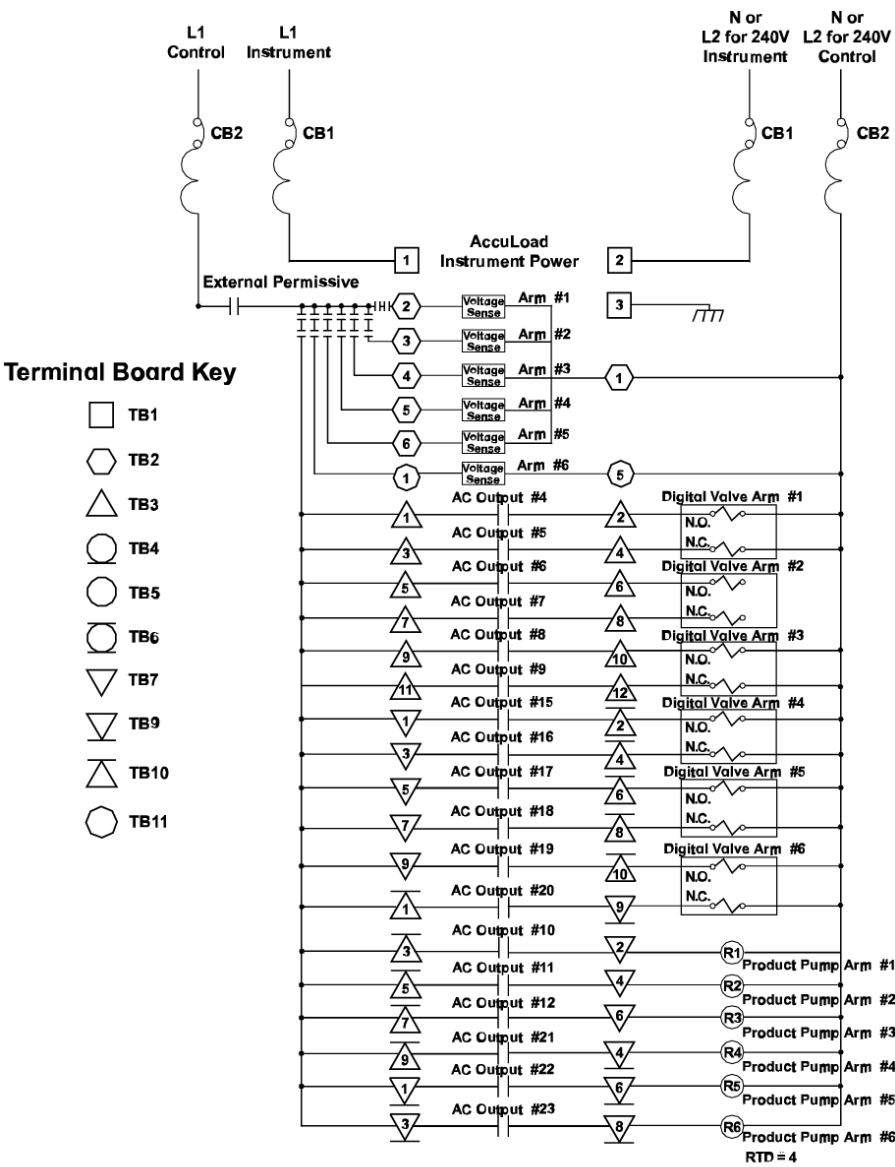 L1
Control
L1
Instrument
N or
L2 for 240V
Instrument
N or
L2 for 240V
Control
CB2
CB1
CB1
CB2
1
AccuLoad
Instrument Power
2
External Permissive
2
Voltage
Sense
Arm #1
3
3
Voltage
Sense
Arm #2
4
Voltage
Sense
Arm #3
1
5
Voltage
Sense
Arm #4
6
Voltage
Sense
Arm #5
1
Voltage
Sense
Arm #6
5
Terminal Board Key
TB1
TB2
TB3
TB4
TB5
TB6
TB7
TB9
TB10
TB11
AC Output #4
1
2
Digital Valve Arm #1
N.O.
AC Output #5
3
4
N.C.
AC Output #6
5
6
Digital Valve Arm #2
N.O.
AC Output #7
7
8
N.C.
AC Output #8
9
10
Digital Valve Arm #3
N.O.
AC Output #9
11
12
N.C.
AC Output #15
1
2
Digital Valve Arm #4
N.O.
AC Output #16
3
4
N.C.
AC Output #17
5
6
Digital Valve Arm #5
N.O.
AC Output #18
7
8
N.C.
AC Output #19
9
10
Digital Valve Arm #6
N.O.
AC Output #20
1
9
N.C.
AC Output #10
3
2
R1
Product Pump Arm #1
AC Output #11
5
4
R2
Product Pump Arm #2
AC Output #12
7
6
R3
Product Pump Arm #3
AC Output #21
9
4
R4
Product Pump Arm #4
AC Output #22
1
6
R5
Product Pump Arm #5
AC Output #23
3
8
R6
Product Pump Arm #6
RTD = 4